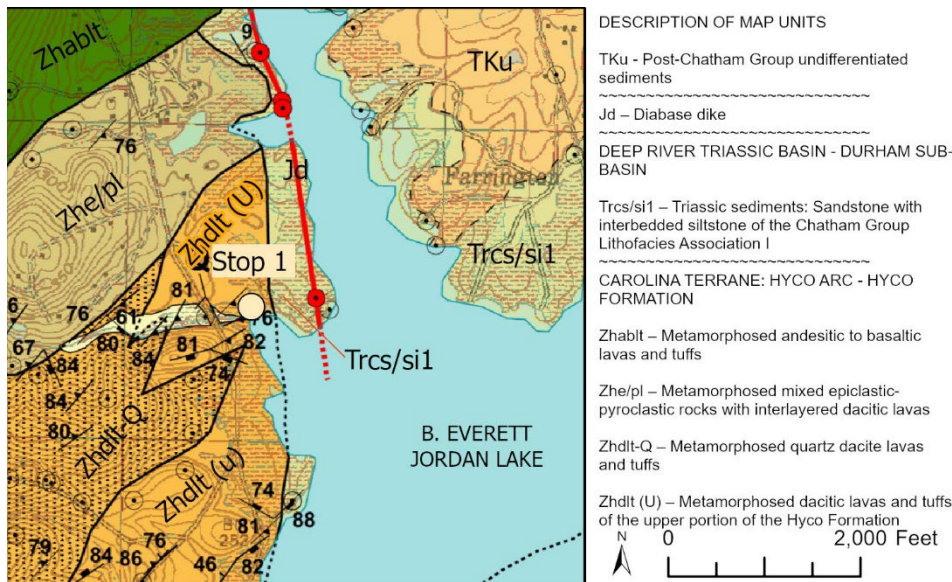 9
Zhablt
TKu
76
Jd
Zhe/pl
Farrington
Zhdlt (U)
Trcs/si1
Stop 1
81
6
76
61
6
67
80
84
84
81
82
74
Trcs/si1
84
80
Zhdlt-Q
B. EVERETT
JORDAN LAKE
Zhdlt (u)
74
88
81
252
79
84
86
76
46
82
DESCRIPTION OF MAP UNITS
TKu - Post-Chatham Group undifferentiated
sediments
~~~~~~~~~~~~~~~~~~~~~~~~~~~~~~
Jd – Diabase dike
~~~~~~~~~~~~~~~~~~~~~~~~~~~~~~
DEEP RIVER TRIASSIC BASIN - DURHAM SUB-
BASIN
Trcs/si1 – Triassic sediments: Sandstone with
interbedded siltstone of the Chatham Group
Lithofacies Association I
~~~~~~~~~~~~~~~~~~~~~~~~~~~~~~
CAROLINA TERRANE: HYCO ARC - HYCO
FORMATION
Zhablt – Metamorphosed andesitic to basaltic
lavas and tuffs
Zhe/pl – Metamorphosed mixed epiclastic-
pyroclastic rocks with interlayered dacitic lavas
Zhdlt-Q – Metamorphosed quartz dacite lavas
and tuffs
Zhdlt (U) – Metamorphosed dacitic lavas and tuffs
of the upper portion of the Hyco Formation
N
0 2,000 Feet